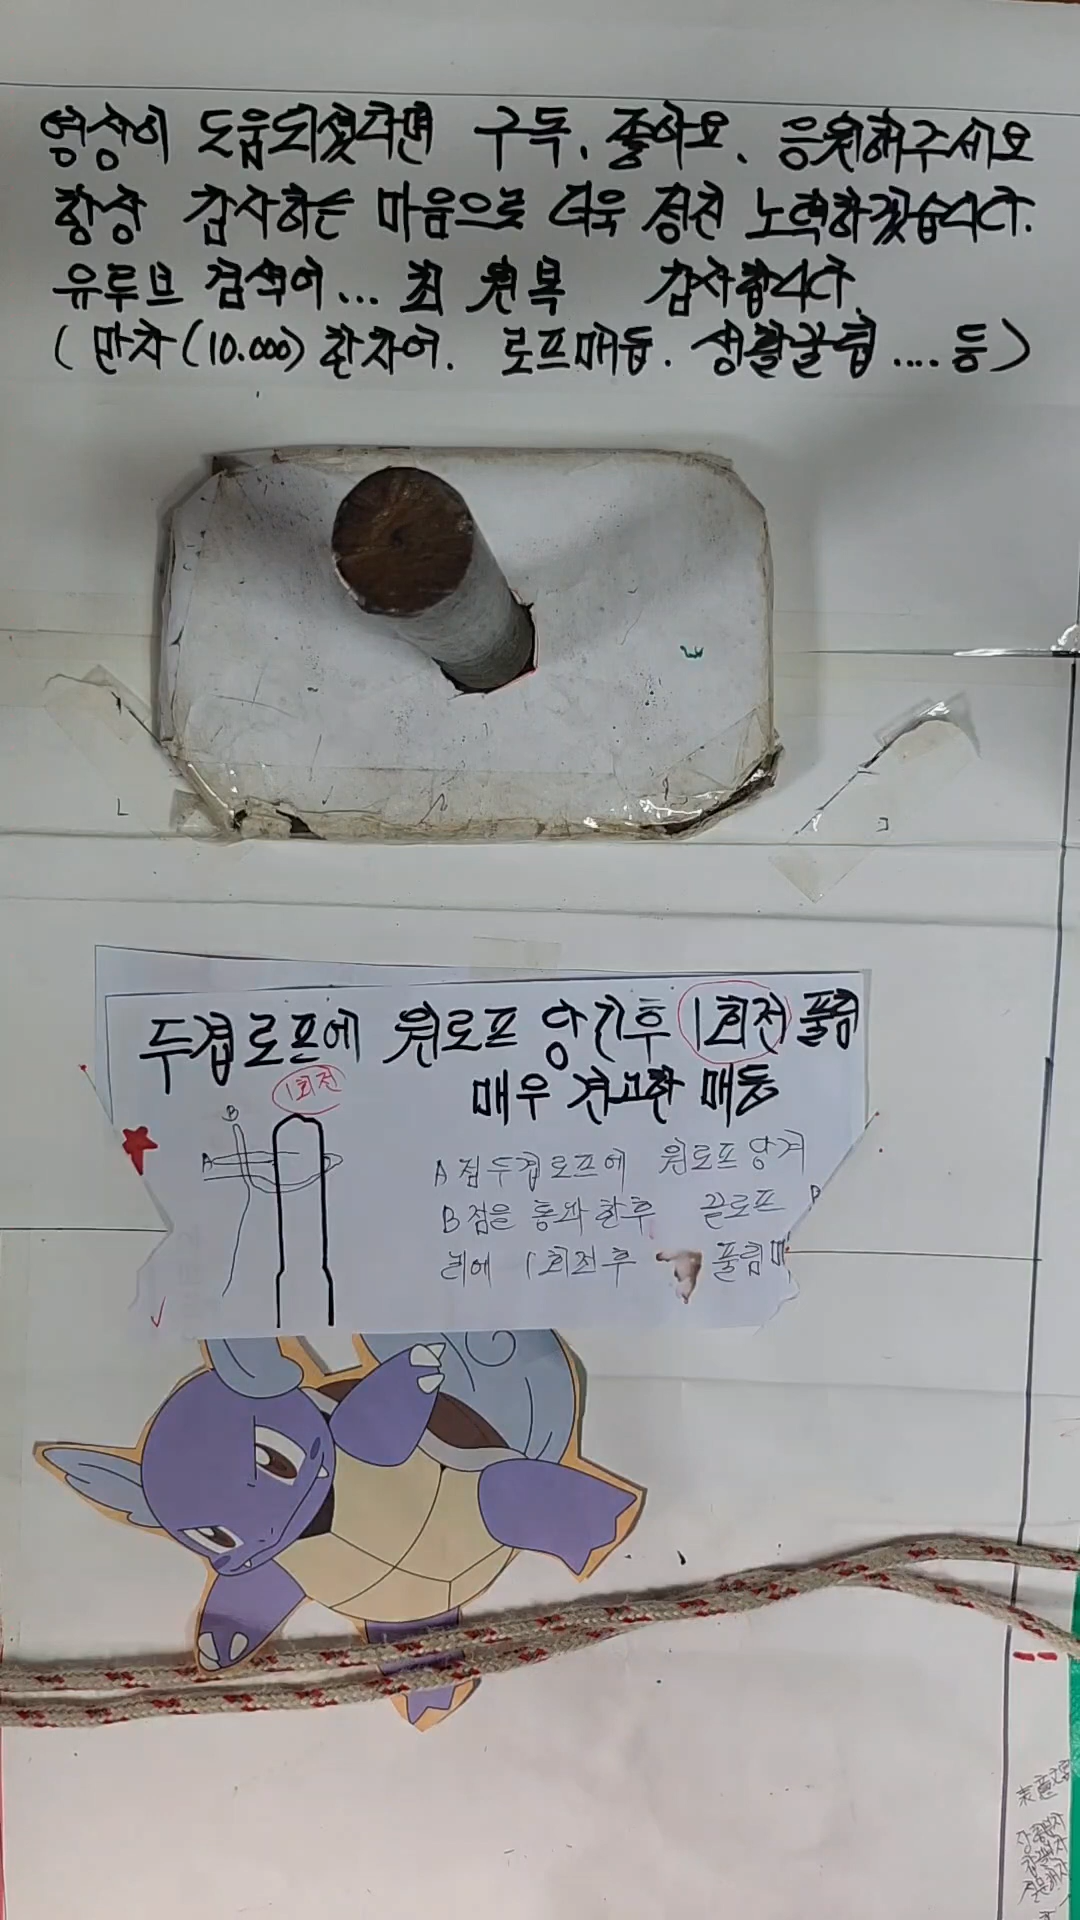 영상이 도움되셨다면 구독, 좋아요, 응원해주세요
항상 감사하는 마음으로 더욱 정진 노력하겠습니다.
유튜브 검색어... 최 원 복 감사합니다
(만자(10.000) 한자어. 로프매듭. 생활꿀팁 .... 등)
두겹로프에 원로프 당긴후 1회전 풀림
매우 견고한 매듭
1회전
B
A
A점 두겹로프에 원로프 당겨
B점을 통과 한후 끝로프
1회전후 풀림